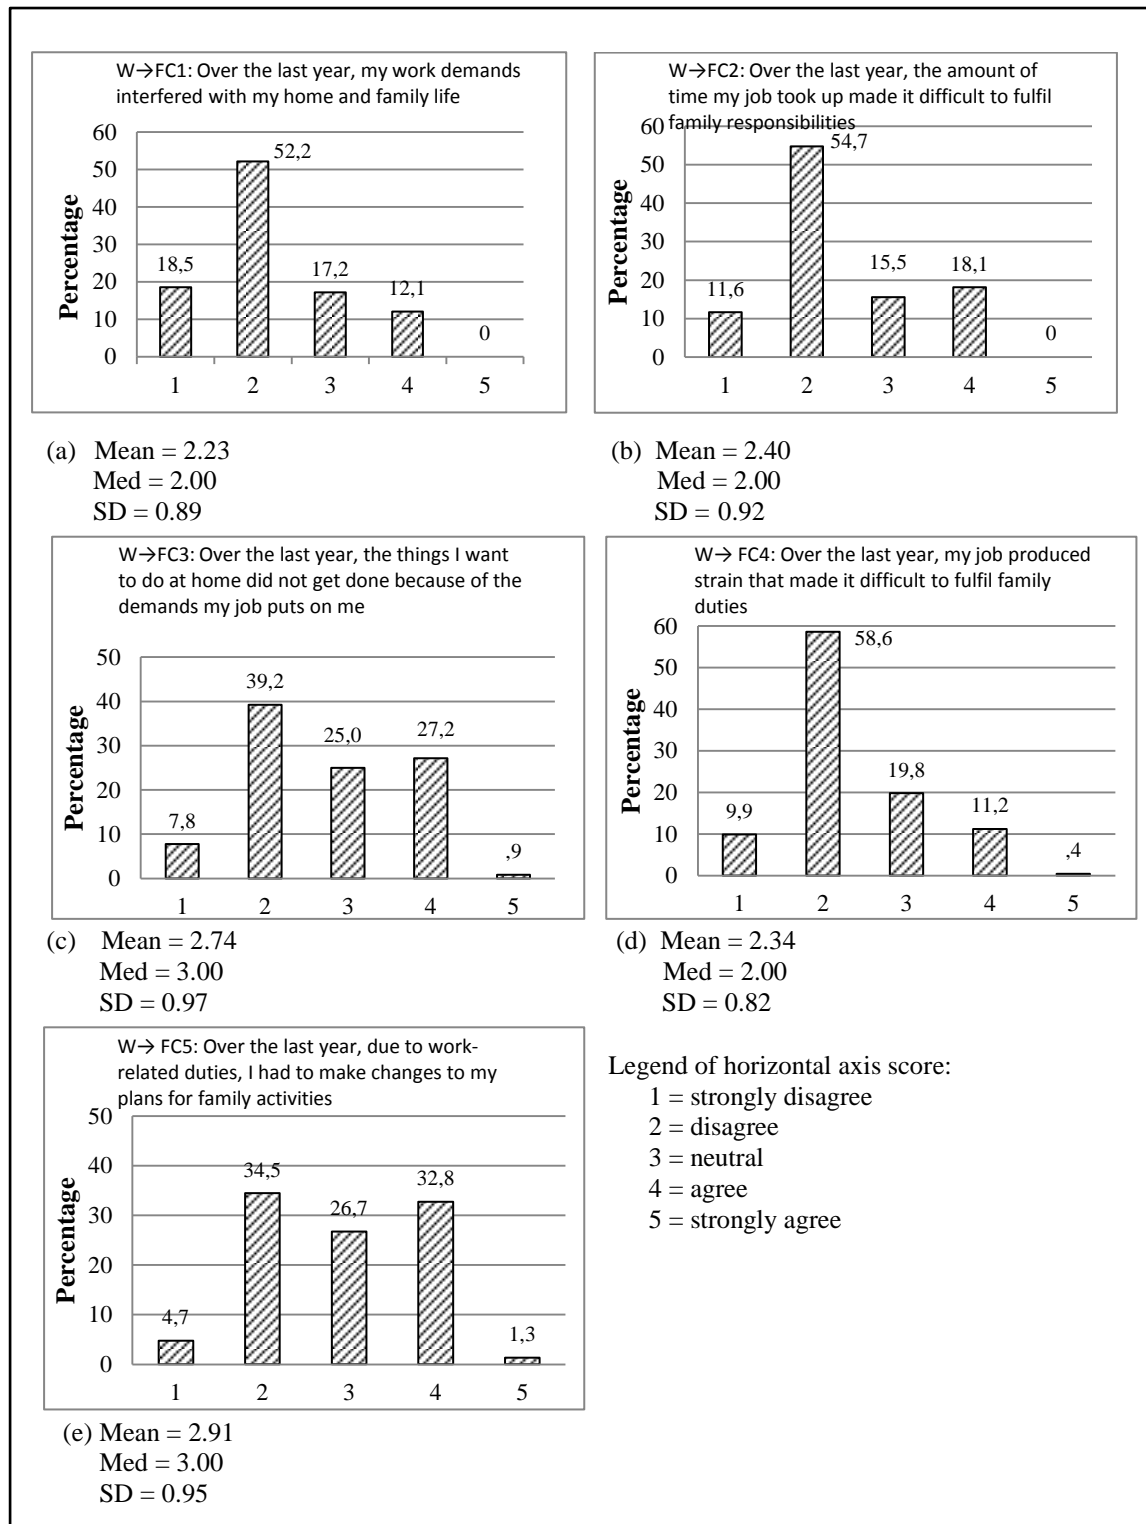 W→FC1: Over the last year, my work demands
interfered with my home and family life
60
50
40
30
20
10
0
Percentage
18,5
52,2
17,2
12,1
0
1 2 3 4 5
(a) Mean = 2.23
Med = 2.00
SD = 0.89
W→FC2: Over the last year, the amount of
time my job took up made it difficult to fulfil
family responsibilities
60
50
40
30
20
10
0
Percentage
11,6
54,7
15,5
18,1
0
1 2 3 4 5
(b) Mean = 2.40
Med = 2.00
SD = 0.92
W→FC3: Over the last year, the things I want
to do at home did not get done because of the
demands my job puts on me
50
40
30
20
10
0
Percentage
7,8
39,2
25,0
27,2
,9
1 2 3 4 5
(c) Mean = 2.74
Med = 3.00
SD = 0.97
W→ FC4: Over the last year, my job produced
strain that made it difficult to fulfil family
duties
60
50
40
30
20
10
0
Percentage
9,9
58,6
19,8
11,2
,4
1 2 3 4 5
(d) Mean = 2.34
Med = 2.00
SD = 0.82
W→ FC5: Over the last year, due to work-
related duties, I had to make changes to my
plans for family activities
50
40
30
20
10
0
Percentage
4,7
34,5
26,7
32,8
1,3
1 2 3 4 5
(e) Mean = 2.91
Med = 3.00
SD = 0.95
Legend of horizontal axis score:
1 = strongly disagree
2 = disagree
3 = neutral
4 = agree
5 = strongly agree